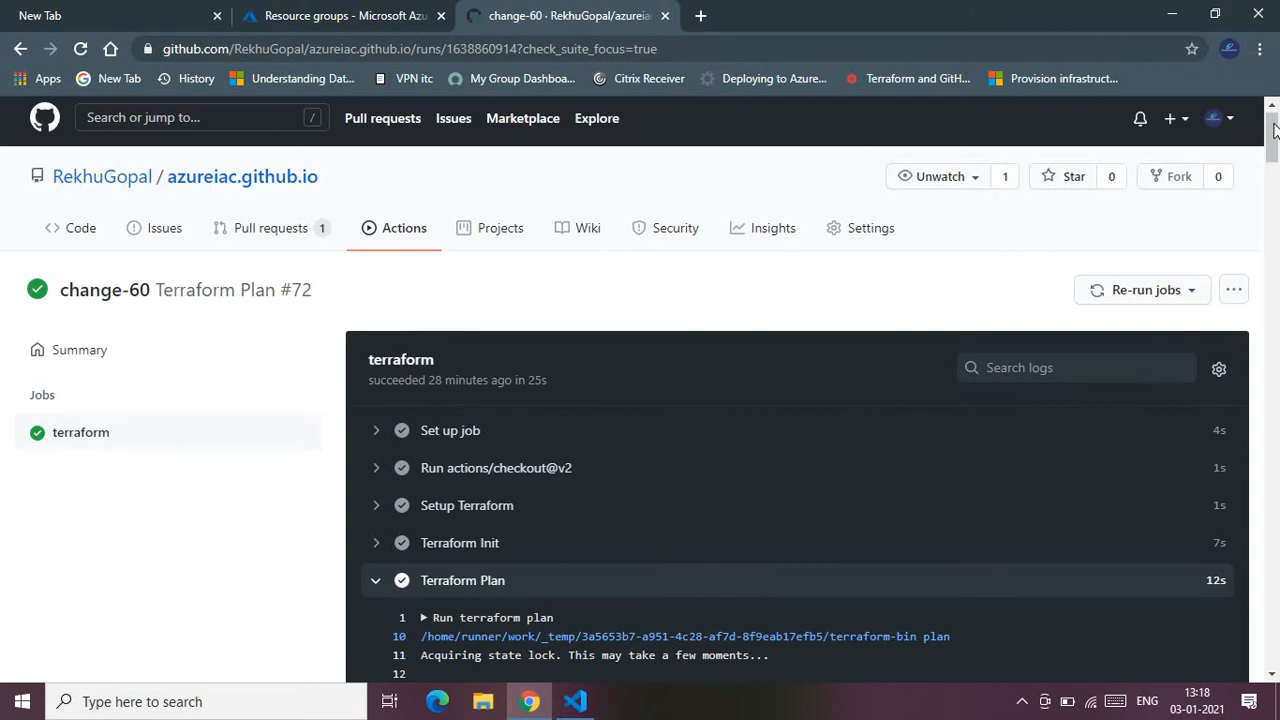 New Tab
Resource groups - Microsoft Azu
change-60 · RekhuGopal/azureiac
github.com/RekhuGopal/azureiac.github.io/runs/1638860914?check_suite_focus=true
Apps
New Tab
History
Understanding Dat...
VPN itc
My Group Dashboa...
Citrix Receiver
Deploying to Azure...
Terraform and GitH...
Provision infrastruct...
Search or jump to...
/
Pull requests
Issues
Marketplace
Explore
RekhuGopal / azureiac.github.io
Unwatch
1
Star
0
Fork
0
Code
Issues
Pull requests 1
Actions
Projects
Wiki
Security
Insights
Settings
change-60 Terraform Plan #72
Re-run jobs
Summary
Jobs
terraform
terraform
succeeded 28 minutes ago in 25s
Search logs
Set up job
4s
Run actions/checkout@v2
1s
Setup Terraform
1s
Terraform Init
7s
Terraform Plan
12s
1 Run terraform plan
10 /home/runner/work/_temp/3a5653b7-a951-4c28-af7d-8f9eab17efb5/terraform-bin plan
11 Acquiring state lock. This may take a few moments...
12
Type here to search
ENG
13:18
03-01-2021